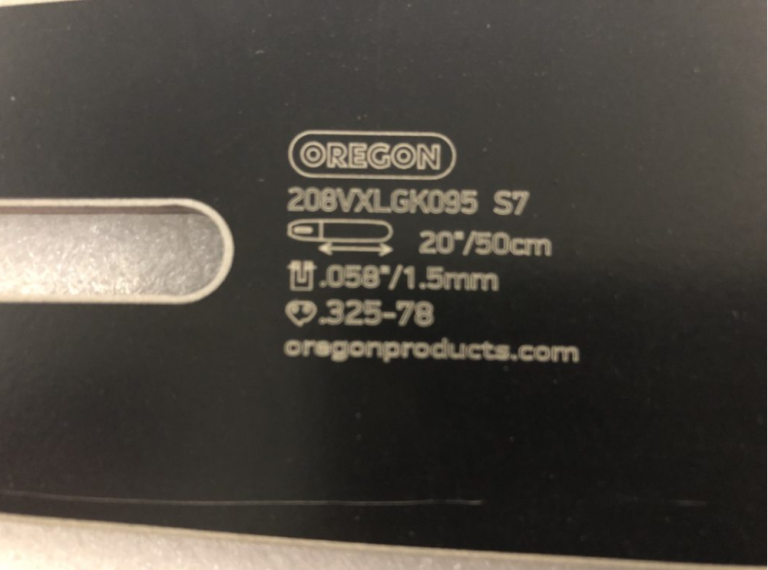 OREGON
208VXLGK095 S7
20"/50cm
.058"/1.5mm
.325-78
oregonproducts.com